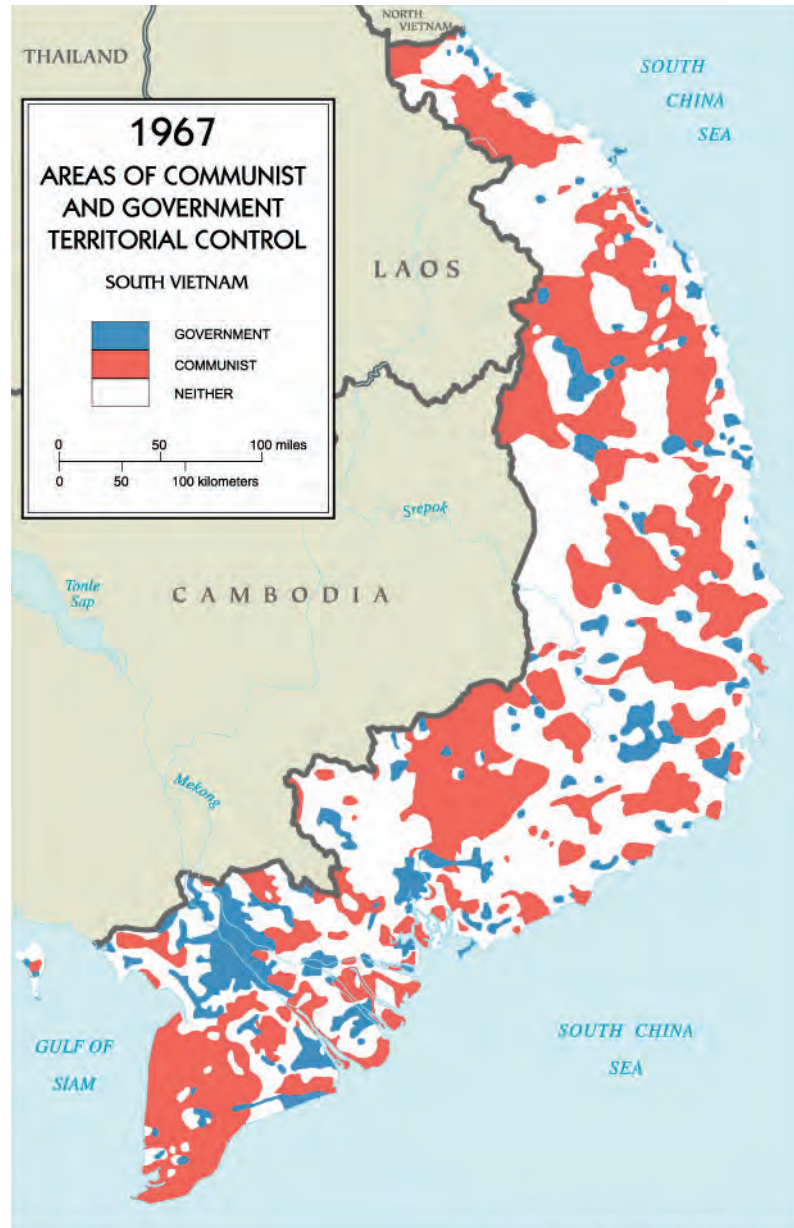 NORTH
VIETNAM
THAILAND
SOUTH
CHINA
SEA
1967
AREAS OF COMMUNIST
AND GOVERNMENT
TERRITORIAL CONTROL
SOUTH VIETNAM
GOVERNMENT
COMMUNIST
NEITHER
0 50 100 miles
0 50 100 kilometers
LAOS
Srepok
Tonle
Sap
CAMBODIA
Mekong
GULF OF
SIAM
SOUTH CHINA
SEA